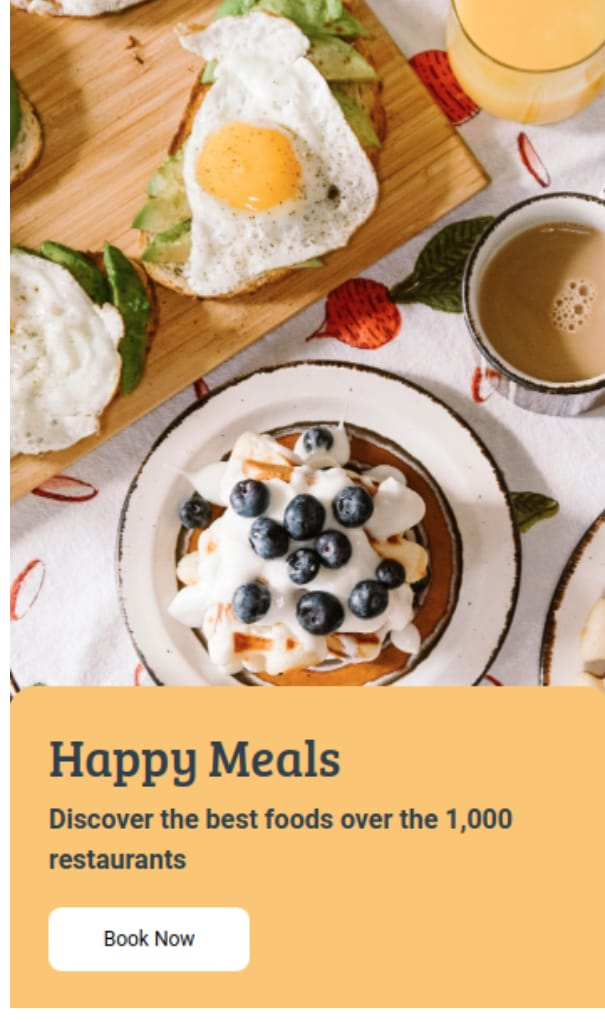 Happy Meals
Discover the best foods over the 1,000
restaurants
Book Now